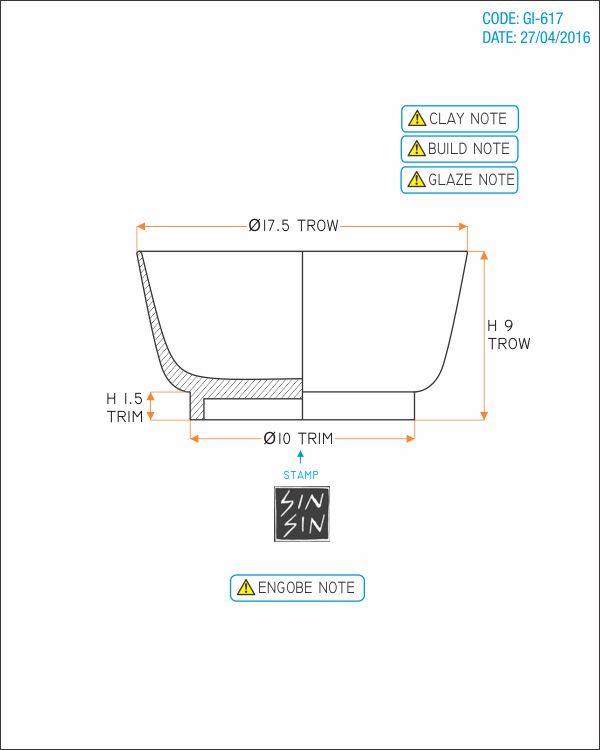 CODE: GI-617
DATE: 27/04/2016
CLAY NOTE
BUILD NOTE
GLAZE NOTE
Ø17.5 TROW
H 9
TROW
H 1.5
TRIM
Ø10 TRIM
STAMP
SIN
SIN
ENGOBE NOTE